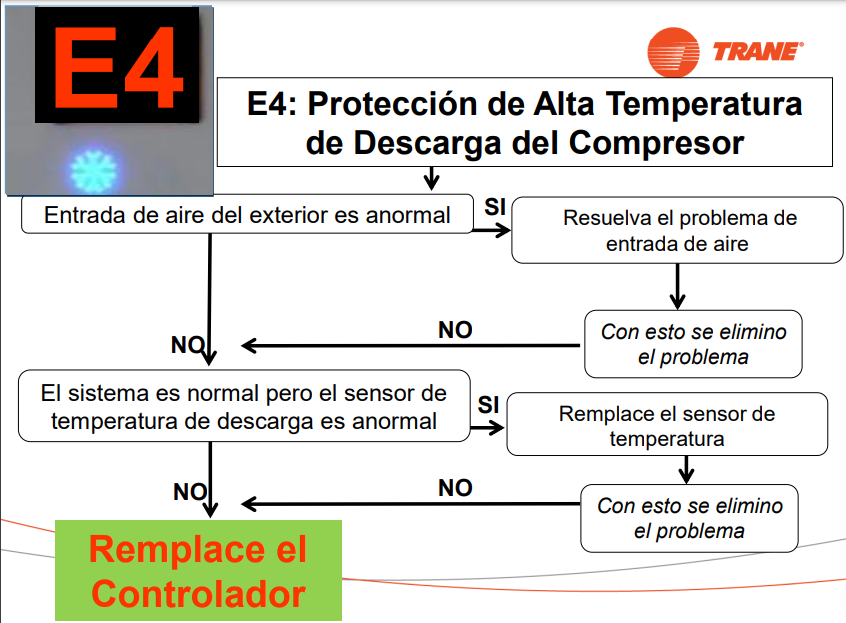 E4
TRANE
E4: Protección de Alta Temperatura
de Descarga del Compresor
Entrada de aire del exterior es anormal
SI
Resuelva el problema de
entrada de aire
NO
NO
Con esto se elimino
el problema
El sistema es normal pero el sensor de
temperatura de descarga es anormal
SI
Remplace el sensor de
temperatura
NO
NO
Con esto se elimino
el problema
Remplace el
Controlador